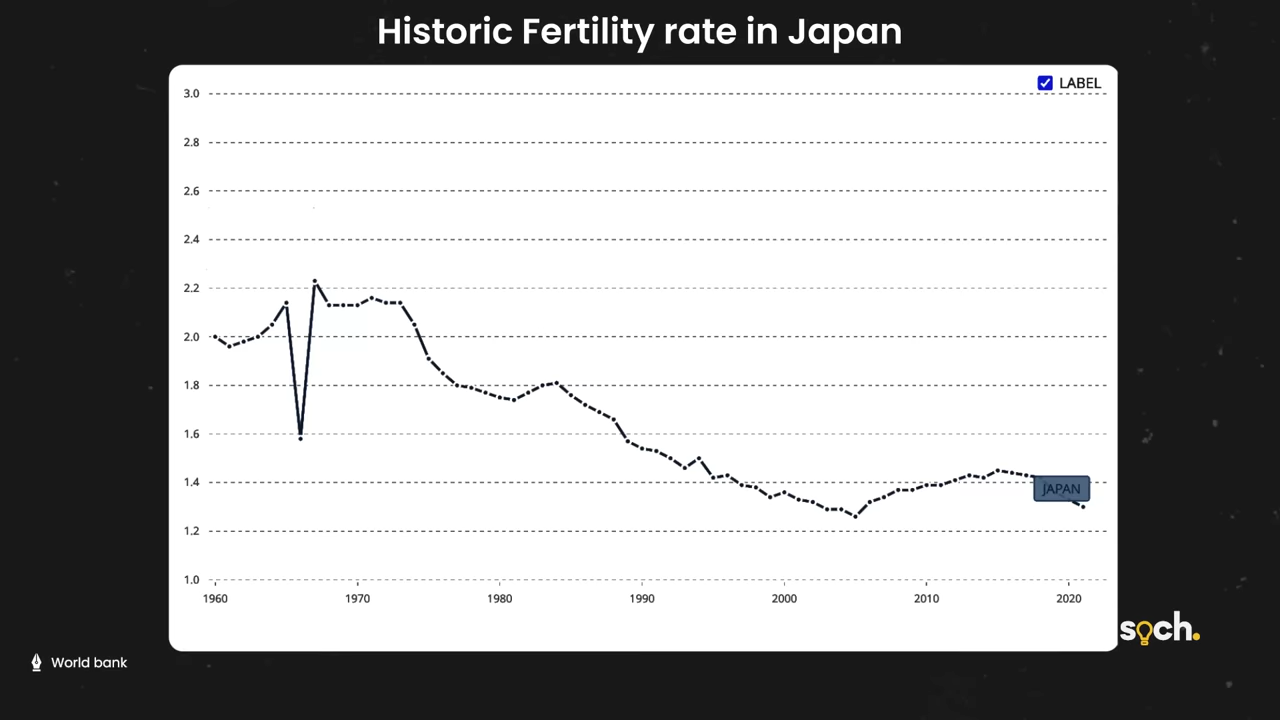 Historic Fertility rate in Japan
LABEL
3.0
2.8
2.6
2.4
2.2
2.0
1.8
1.6
1.4
JAPAN
1.2
1.0
1960 1970 1980 1990 2000 2010 2020
soch.
World bank